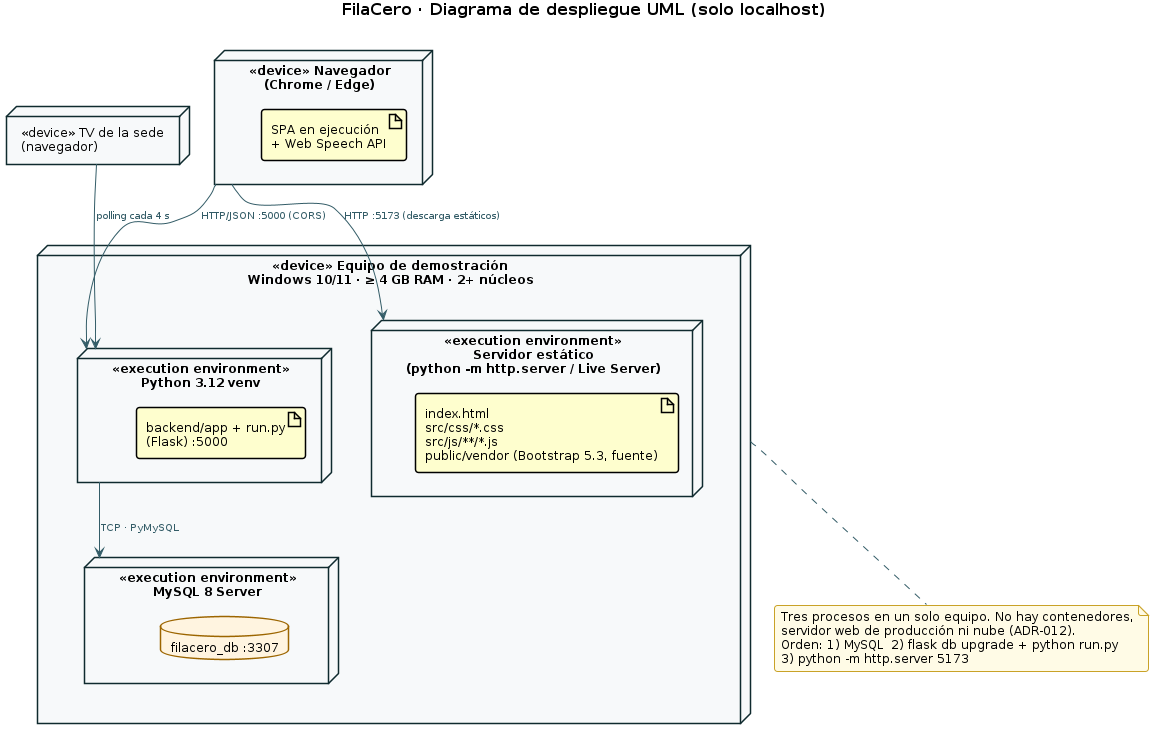 FilaCero · Diagrama de despliegue UML (solo localhost)
«device» Navegador
(Chrome / Edge)
SPA en ejecución
+ Web Speech API
«device» TV de la sede
(navegador)
polling cada 4 s
HTTP/JSON :5000 (CORS)
HTTP :5173 (descarga estáticos)
«device» Equipo de demostración
Windows 10/11 · ≥ 4 GB RAM · 2+ núcleos
«execution environment»
Servidor estático
(python -m http.server / Live Server)
index.html
src/css/*.css
src/js/**/*.js
public/vendor (Bootstrap 5.3, fuente)
«execution environment»
Python 3.12 venv
backend/app + run.py
(Flask) :5000
TCP · PyMySQL
«execution environment»
MySQL 8 Server
filacero_db :3307
Tres procesos en un solo equipo. No hay contenedores,
servidor web de producción ni nube (ADR-012).
Orden: 1) MySQL  2) flask db upgrade + python run.py
3) python -m http.server 5173